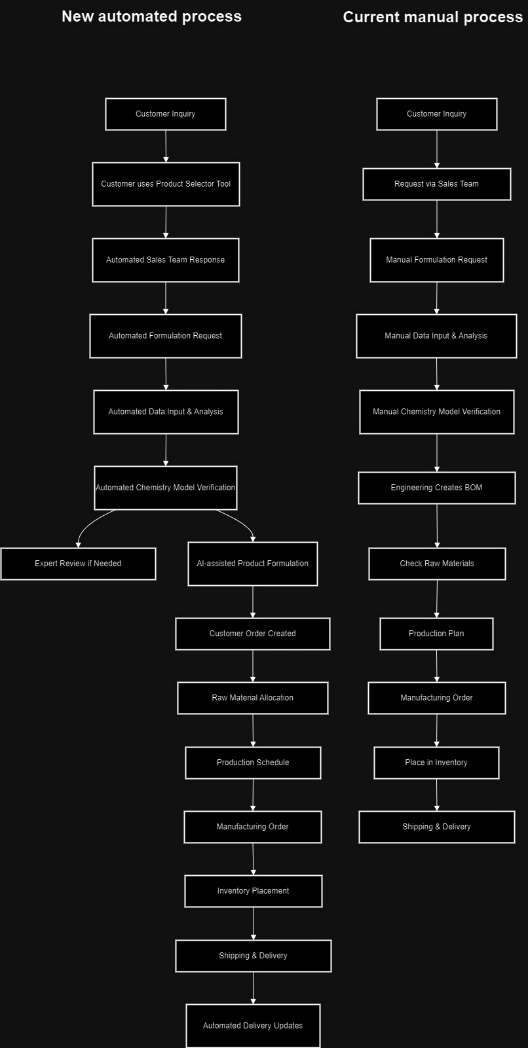 New automated process
Customer Inquiry
Customer uses Product Selector Tool
Automated Sales Team Response
Automated Formulation Request
Automated Data Input & Analysis
Automated Chemistry Model Verification
Expert Review if Needed
AI-assisted Product Formulation
Customer Order Created
Raw Material Allocation
Production Schedule
Manufacturing Order
Inventory Placement
Shipping & Delivery
Automated Delivery Updates
Current manual process
Customer Inquiry
Request via Sales Team
Manual Formulation Request
Manual Data Input & Analysis
Manual Chemistry Model Verification
Engineering Creates BOM
Check Raw Materials
Production Plan
Manufacturing Order
Place in Inventory
Shipping & Delivery